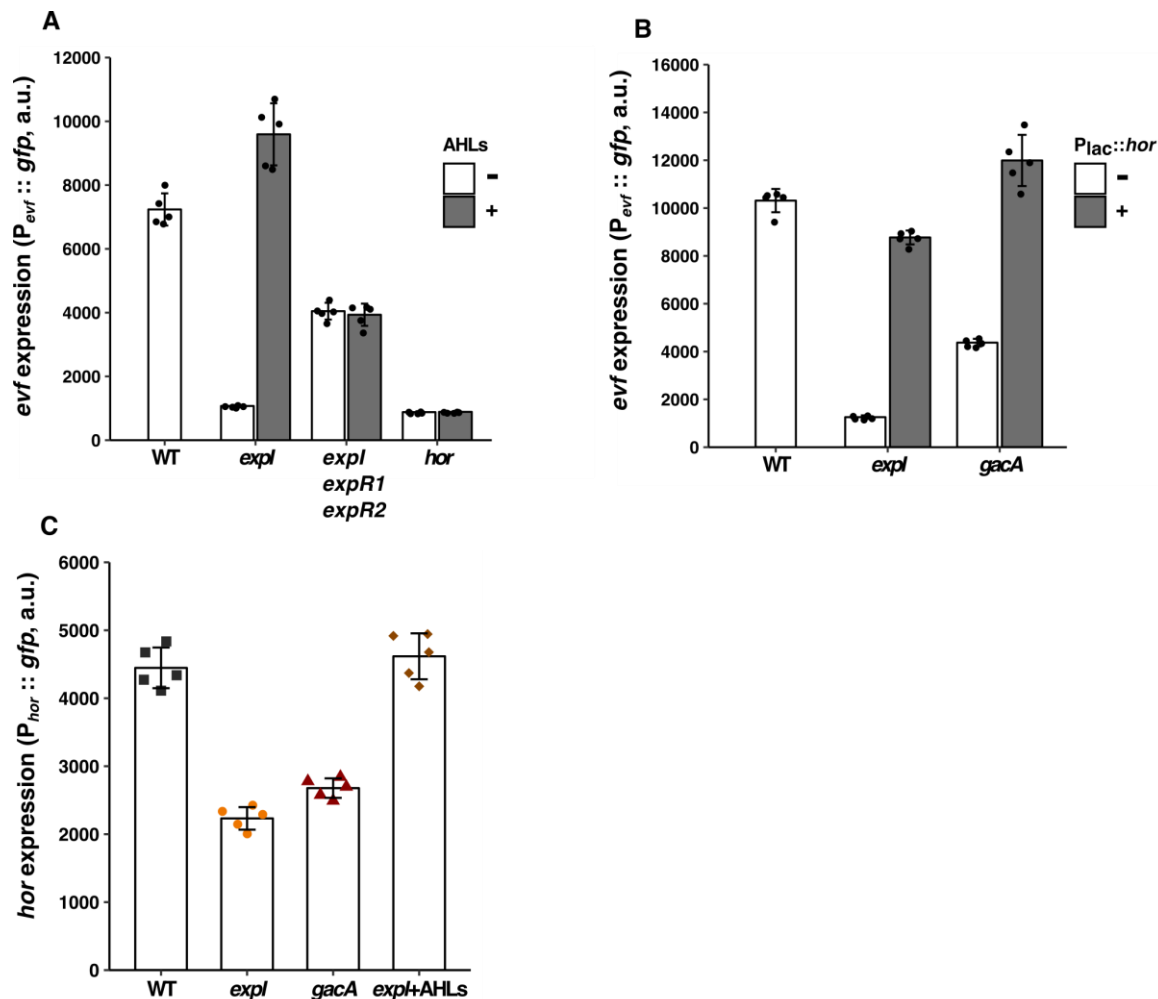 A
evf expression (Pevf :: gfp, a.u.)
12000
10000
8000
6000
4000
2000
0
WT
expI
expI
expR1
expR2
hor
AHLs
-
+
B
evf expression (Pevf :: gfp, a.u.)
16000
14000
12000
10000
8000
6000
4000
2000
0
WT
expI
gacA
Plac::hor
-
+
C
hor expression (Phor :: gfp, a.u.)
6000
5000
4000
3000
2000
1000
0
WT
expI
gacA
expI+AHLs